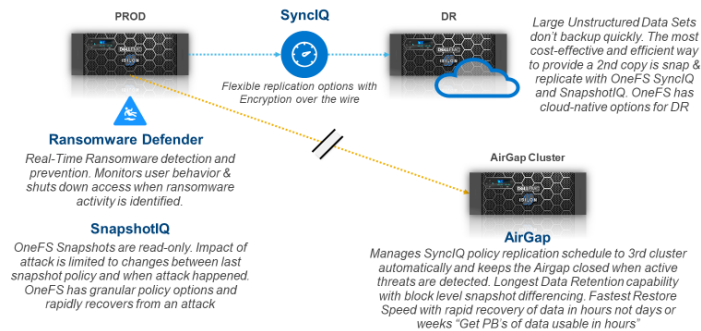 PROD
SyncIQ
DR
Flexible replication options with
Encryption over the wire
Large Unstructured Data Sets
don't backup quickly. The most
cost-effective and efficient way
to provide a 2nd copy is snap &
replicate with OneFS SyncIQ
and SnapshotIQ. OneFS has
cloud-native options for DR
Ransomware Defender
Real-Time Ransomware detection and
prevention. Monitors user behavior &
shuts down access when ransomware
activity is identified.
SnapshotIQ
OneFS Snapshots are read-only. Impact of
attack is limited to changes between last
snapshot policy and when attack happened.
OneFS has granular policy options and
rapidly recovers from an attack
AirGap Cluster
ISILON
AirGap
Manages SyncIQ policy replication schedule to 3rd cluster
automatically and keeps the Airgap closed when active
threats are detected. Longest Data Retention capability
with block level snapshot differencing. Fastest Restore
Speed with rapid recovery of data in hours not days or
weeks “Get PB's of data usable in hours”